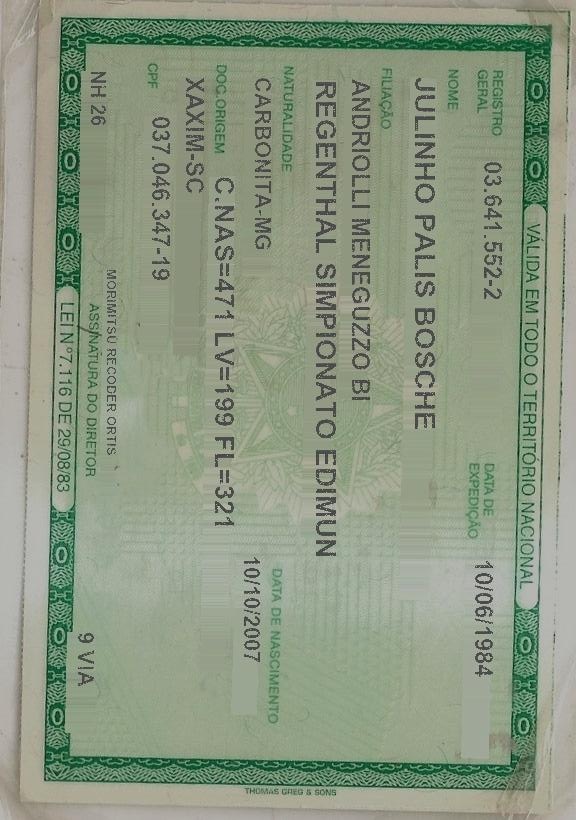 VÁLIDA EM TODO O TERRITÓRIO NACIONAL
REGISTRO GERAL 03.641.552-2 DATA DE EXPEDIÇÃO 10/06/1984
NOME
JULINHO PALIS BOSCHE
FILIAÇÃO
ANDRIOLLI MENEGUZZO BI
REGENTHAL SIMPIONATO EDIMUN
NATURALIDADE DATA DE NASCIMENTO
CARBONITA-MG 10/10/2007
DOC.ORIGEM C.NAS=471 LV=199 FL=321
XAXIM-SC
CPF 037.046.347-19
MORIMITSU RECODER ORTIS
NH 26 ASSINATURA DO DIRETOR 9 VIA
LEI Nº 7.116 DE 29/08/83
THOMAS GREG & SONS